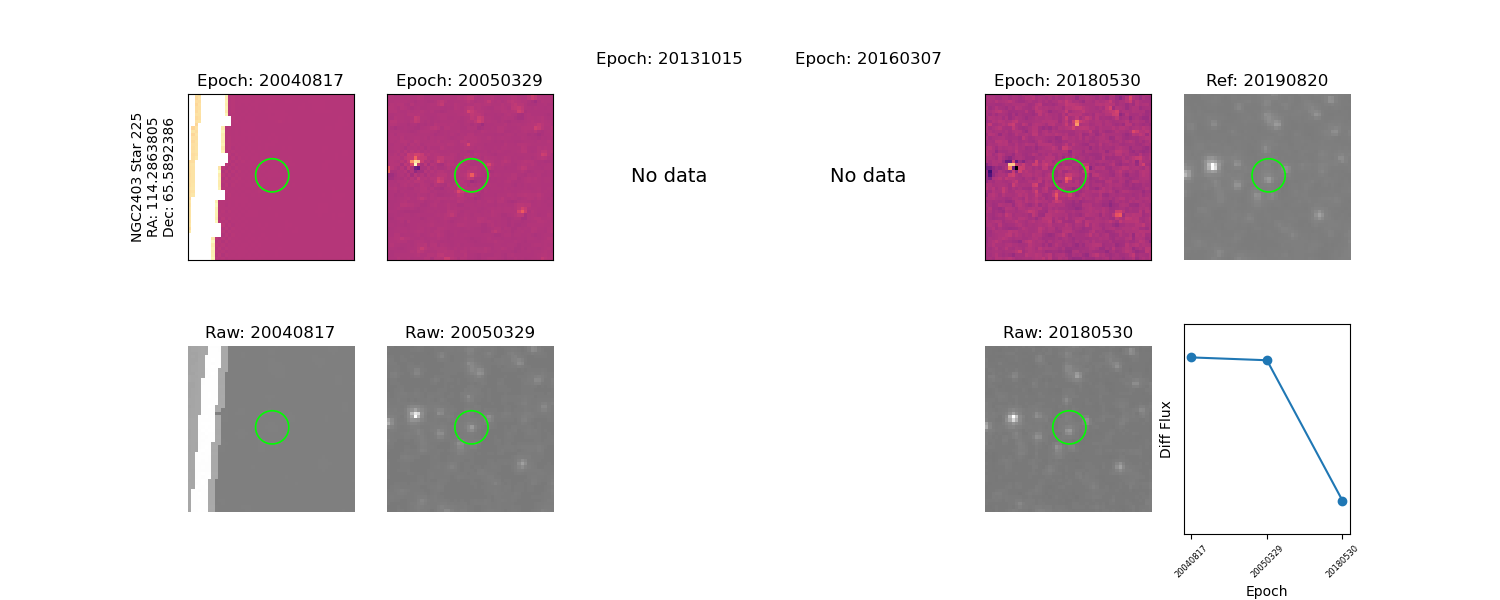 Epoch: 20131015
Epoch: 20160307
Epoch: 20040817
Epoch: 20050329
Epoch: 20180530
Ref: 20190820
NGC2403 Star 225
RA: 114.2863805
Dec: 65.5892386
No data
No data
Raw: 20040817
Raw: 20050329
Raw: 20180530
Diff Flux
20040817
20050329
20180530
Epoch